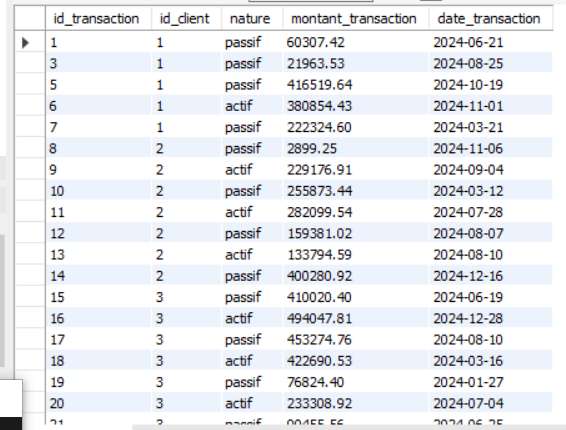 id_transaction id_client nature montant_transaction date_transaction
1 1 passif 60307.42 2024-06-21
3 1 passif 21963.53 2024-08-25
5 1 passif 416519.64 2024-10-19
6 1 actif 380854.43 2024-11-01
7 1 passif 222324.60 2024-03-21
8 2 passif 2899.25 2024-11-06
9 2 actif 229176.91 2024-09-04
10 2 passif 255873.44 2024-03-12
11 2 actif 282099.54 2024-07-28
12 2 passif 159381.02 2024-08-07
13 2 actif 133794.59 2024-08-10
14 2 passif 400280.92 2024-12-16
15 3 passif 410020.40 2024-06-19
16 3 actif 494047.81 2024-12-28
17 3 passif 453274.76 2024-08-10
18 3 actif 422690.53 2024-03-16
19 3 passif 76824.40 2024-01-27
20 3 actif 233308.92 2024-07-04
21 3 passif